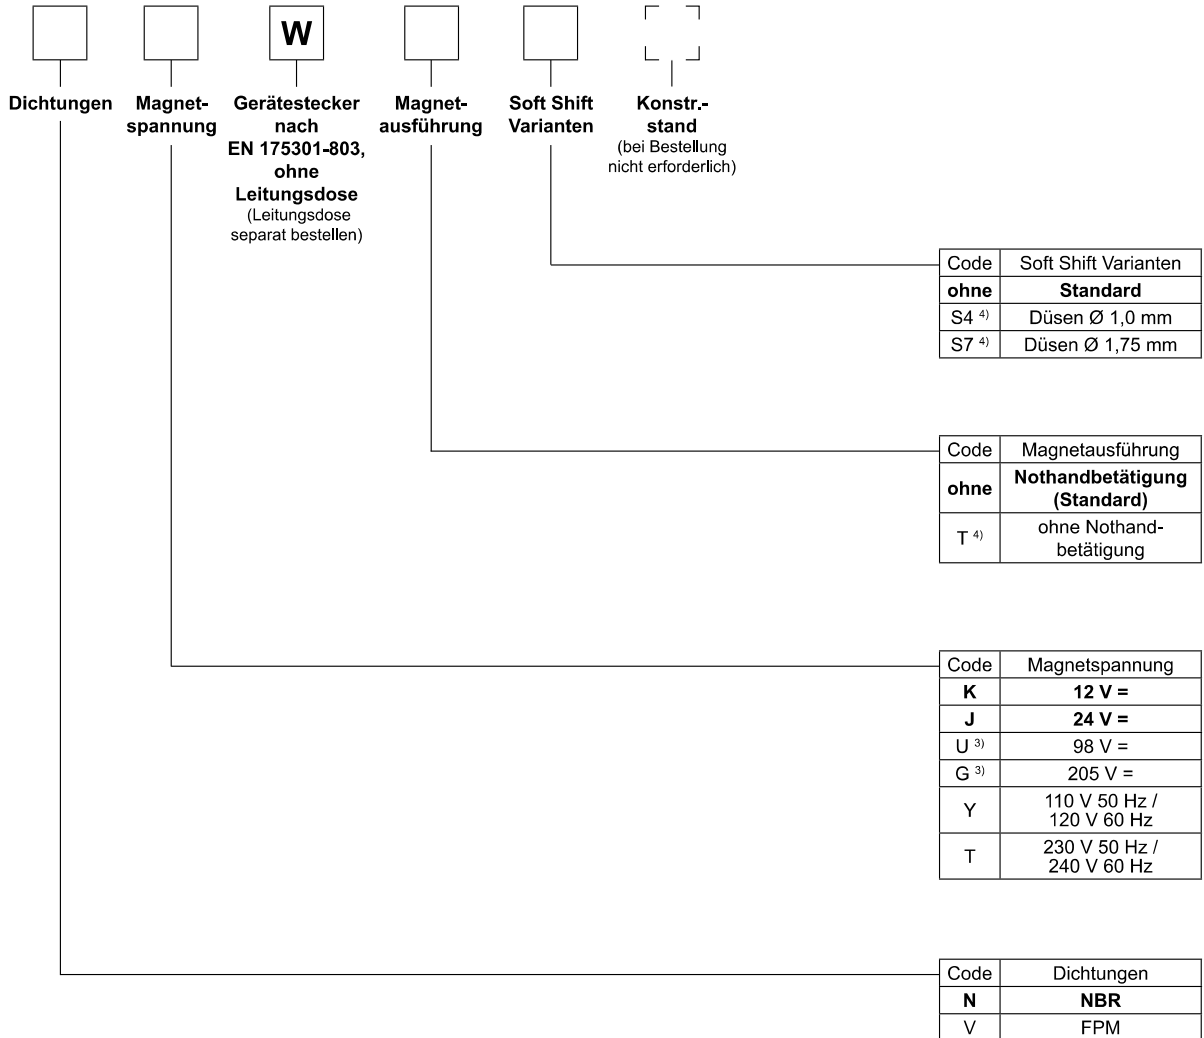 W
Dichtungen
Magnet-
spannung
Gerätestecker
nach
EN 175301-803,
ohne
Leitungsdose
(Leitungsdose
separat bestellen)
Magnet-
ausführung
Soft Shift
Varianten
Konstr.-
stand
(bei Bestellung
nicht erforderlich)
Code Soft Shift Varianten
ohne Standard
S4 4) Düsen Ø 1,0 mm
S7 4) Düsen Ø 1,75 mm
Code Magnetausführung
ohne Nothandbetätigung
(Standard)
T 4) ohne Nothand-
betätigung
Code Magnetspannung
K 12 V =
J 24 V =
U 3) 98 V =
G 3) 205 V =
Y 110 V 50 Hz /
120 V 60 Hz
T 230 V 50 Hz /
240 V 60 Hz
Code Dichtungen
N NBR
V FPM